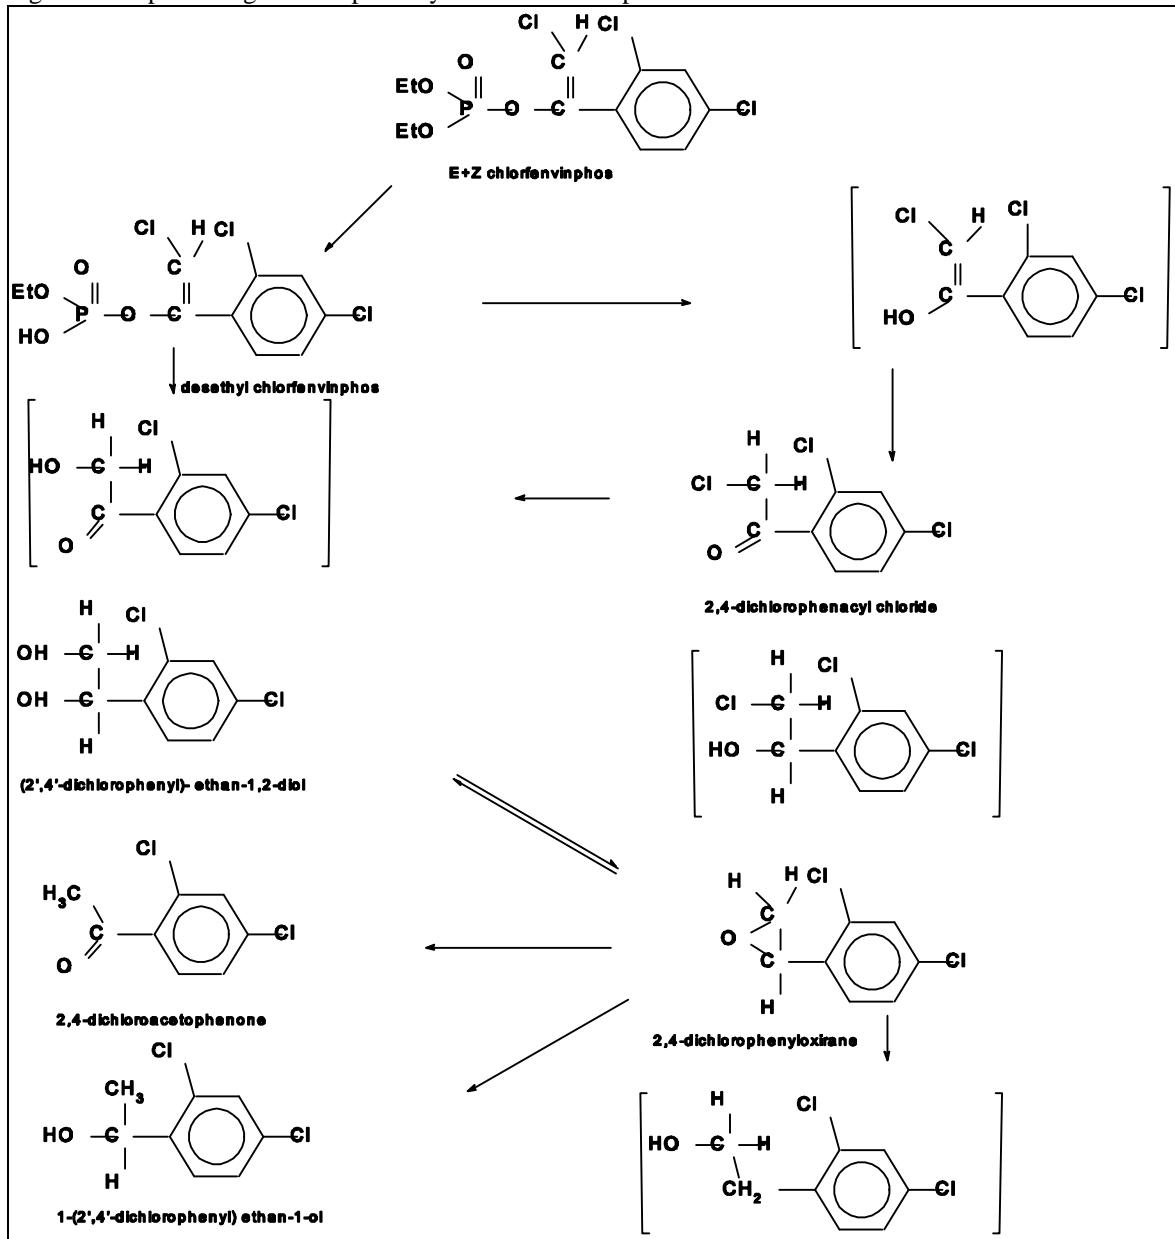 Cl H Cl
O C
EtO
P O C Cl
EtO
E+Z chlorfenvinphos
Cl H Cl
O C
EtO
P O C Cl
HO
desethyl chlorfenvinphos
Cl H Cl
C
C Cl
HO
H Cl
HO C H
C Cl
O
H Cl
Cl C H
C Cl
O
2,4-dichlorophenacyl chloride
H Cl
OH C H
OH C Cl
H
(2',4'-dichlorophenyl)- ethan-1,2-diol
H Cl
Cl C H
HO C Cl
H
Cl
H₃C
C Cl
O
2,4-dichloroacetophenone
H H Cl
C
O
C Cl
H
2,4-dichlorophenyloxirane
Cl
CH₃
HO C Cl
H
1-(2',4'-dichlorophenyl) ethan-1-ol
H Cl
HO C H
CH₂ Cl